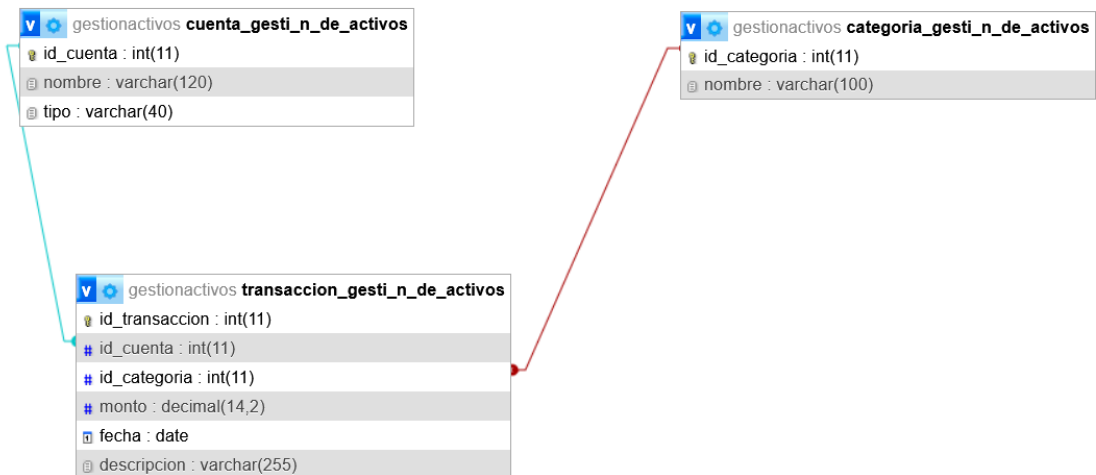 v gestionactivos cuenta_gesti_n_de_activos
id_cuenta : int(11)
nombre : varchar(120)
tipo : varchar(40)
v gestionactivos categoria_gesti_n_de_activos
id_categoria : int(11)
nombre : varchar(100)
v gestionactivos transaccion_gesti_n_de_activos
id_transaccion : int(11)
# id_cuenta : int(11)
# id_categoria : int(11)
# monto : decimal(14,2)
fecha : date
descripcion : varchar(255)